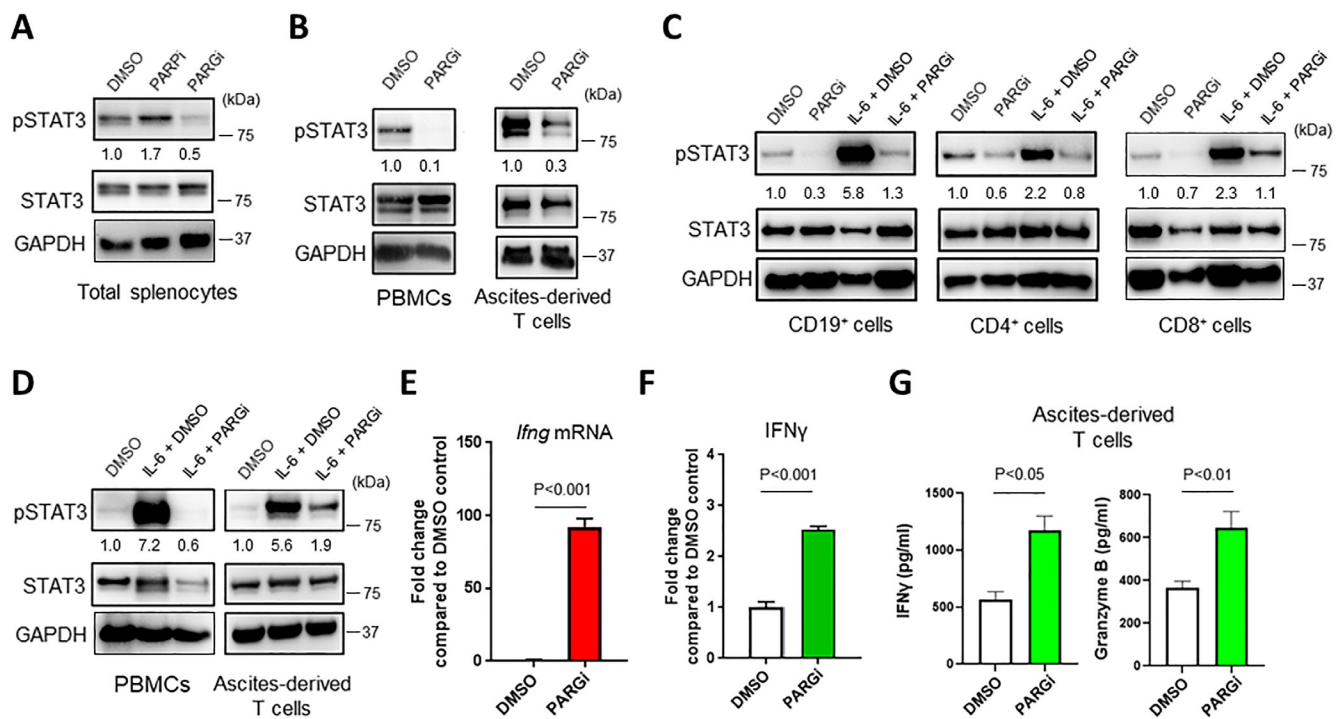 A
DMSO
PARPi
PARGi
(kDa)
pSTAT3
75
1.0 1.7 0.5
STAT3
75
GAPDH
37
Total splenocytes
B
DMSO
PARGi
DMSO
PARGi
(kDa)
pSTAT3
75
1.0 0.1 1.0 0.3
STAT3
75
GAPDH
37
PBMCs
Ascites-derived
T cells
C
DMSO
PARGi
IL-6 + DMSO
IL-6 + PARGi
DMSO
PARGi
IL-6 + DMSO
IL-6 + PARGi
DMSO
PARGi
IL-6 + DMSO
IL-6 + PARGi
(kDa)
pSTAT3
75
1.0 0.3 5.8 1.3 1.0 0.6 2.2 0.8 1.0 0.7 2.3 1.1
STAT3
75
GAPDH
37
CD19+ cells
CD4+ cells
CD8+ cells
D
DMSO
IL-6 + DMSO
IL-6 + PARGi
DMSO
IL-6 + DMSO
IL-6 + PARGi
(kDa)
pSTAT3
75
1.0 7.2 0.6 1.0 5.6 1.9
STAT3
75
GAPDH
37
PBMCs
Ascites-derived
T cells
E
Ifng mRNA
P<0.001
Fold change
compared to DMSO control
150
100
50
0
DMSO
PARGi
F
IFNγ
P<0.001
Fold change
compared to DMSO control
4
3
2
1
0
DMSO
PARGi
G
Ascites-derived
T cells
P<0.05
IFNγ (pg/ml)
1500
1000
500
0
DMSO
PARGi
P<0.01
Granzyme B (pg/ml)
800
600
400
200
0
DMSO
PARGi